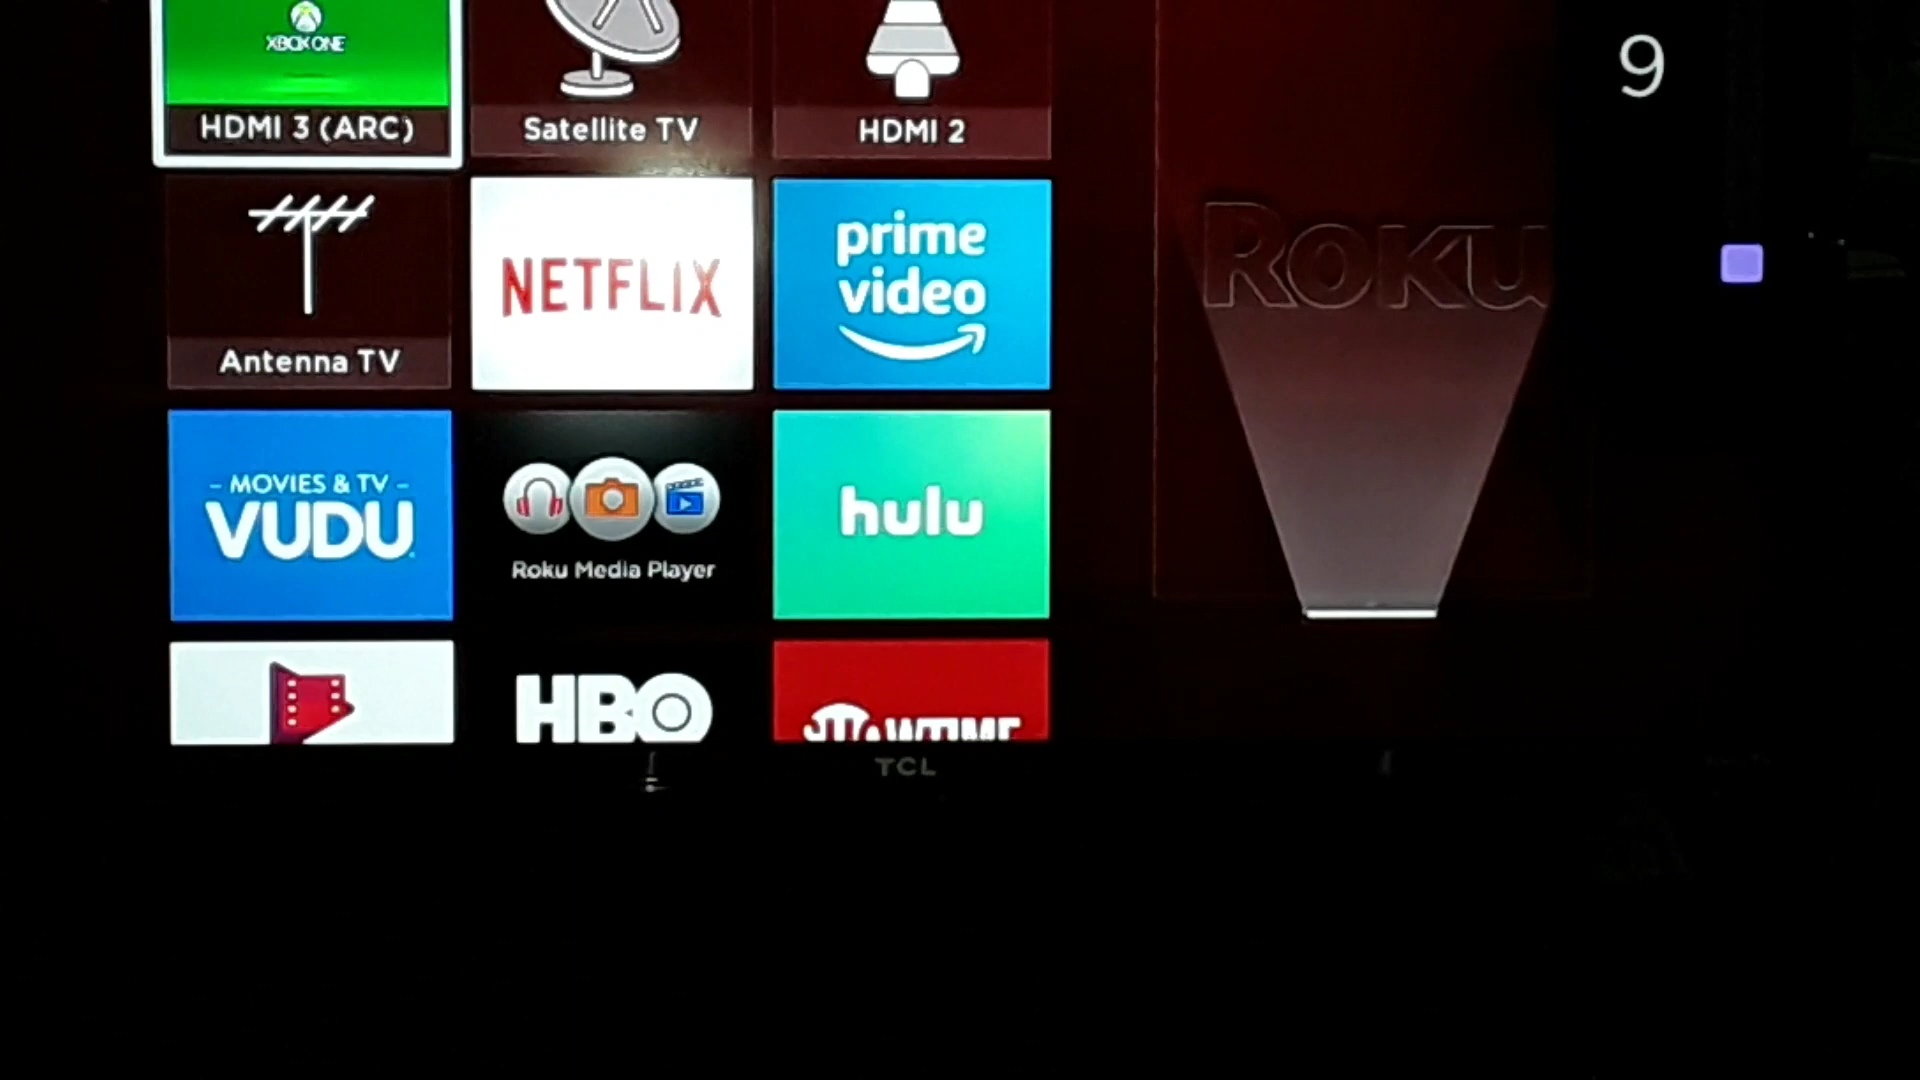 XBOX ONE
9
HDMI 3 (ARC)
Satellite TV
HDMI 2
Antenna TV
NETFLIX
prime
video
ROKU
- MOVIES & TV -
VUDU
Roku Media Player
hulu
HBO
SHOWTIME
TCL